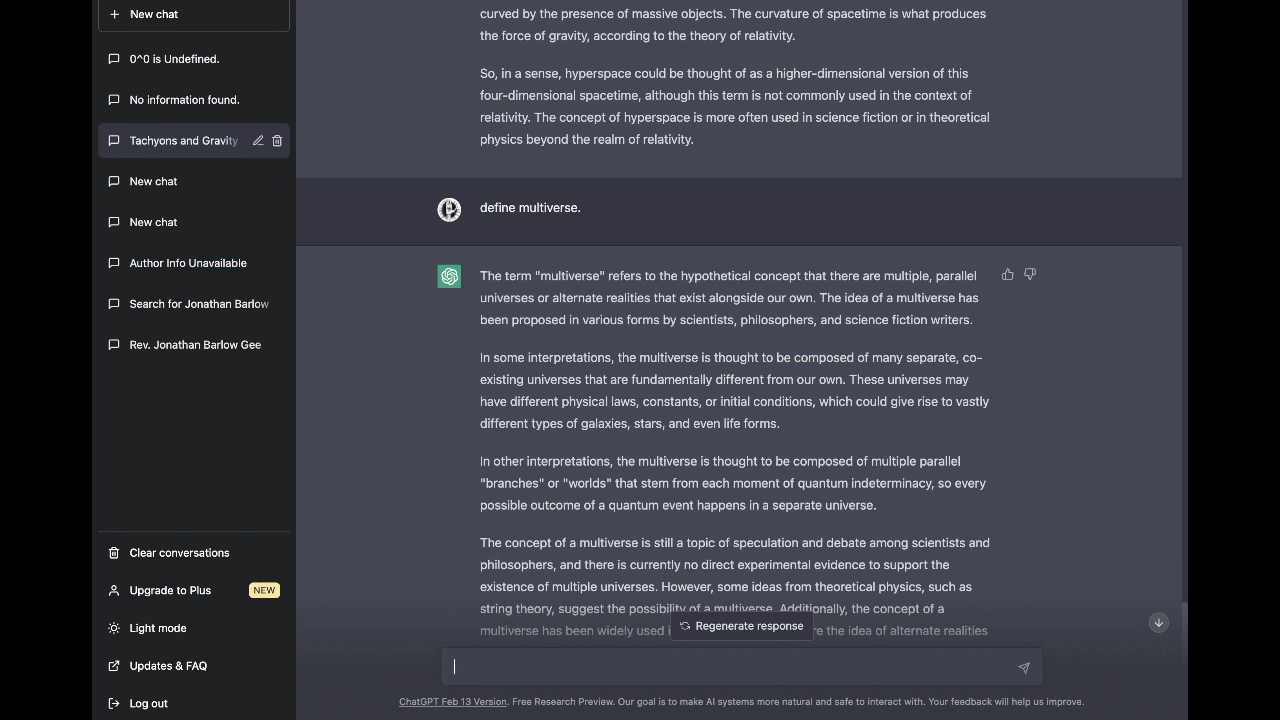 New chat
0^0 is Undefined.
No information found.
Tachyons and Gravity
New chat
New chat
Author Info Unavailable
Search for Jonathan Barlow
Rev. Jonathan Barlow Gee
Clear conversations
Upgrade to Plus NEW
Light mode
Updates & FAQ
Log out
curved by the presence of massive objects. The curvature of spacetime is what produces
the force of gravity, according to the theory of relativity.
So, in a sense, hyperspace could be thought of as a higher-dimensional version of this
four-dimensional spacetime, although this term is not commonly used in the context of
relativity. The concept of hyperspace is more often used in science fiction or in theoretical
physics beyond the realm of relativity.
define multiverse.
The term "multiverse" refers to the hypothetical concept that there are multiple, parallel
universes or alternate realities that exist alongside our own. The idea of a multiverse has
been proposed in various forms by scientists, philosophers, and science fiction writers.
In some interpretations, the multiverse is thought to be composed of many separate, co-
existing universes that are fundamentally different from our own. These universes may
have different physical laws, constants, or initial conditions, which could give rise to vastly
different types of galaxies, stars, and even life forms.
In other interpretations, the multiverse is thought to be composed of multiple parallel
"branches" or "worlds" that stem from each moment of quantum indeterminacy, so every
possible outcome of a quantum event happens in a separate universe.
The concept of a multiverse is still a topic of speculation and debate among scientists and
philosophers, and there is currently no direct experimental evidence to support the
existence of multiple universes. However, some ideas from theoretical physics, such as
string theory, suggest the possibility of a multiverse. Additionally, the concept of a
multiverse has been widely used the idea of alternate realities
Regenerate response
ChatGPT Feb 13 Version. Free Research Preview. Our goal is to make AI systems more natural and safe to interact with. Your feedback will help us improve.